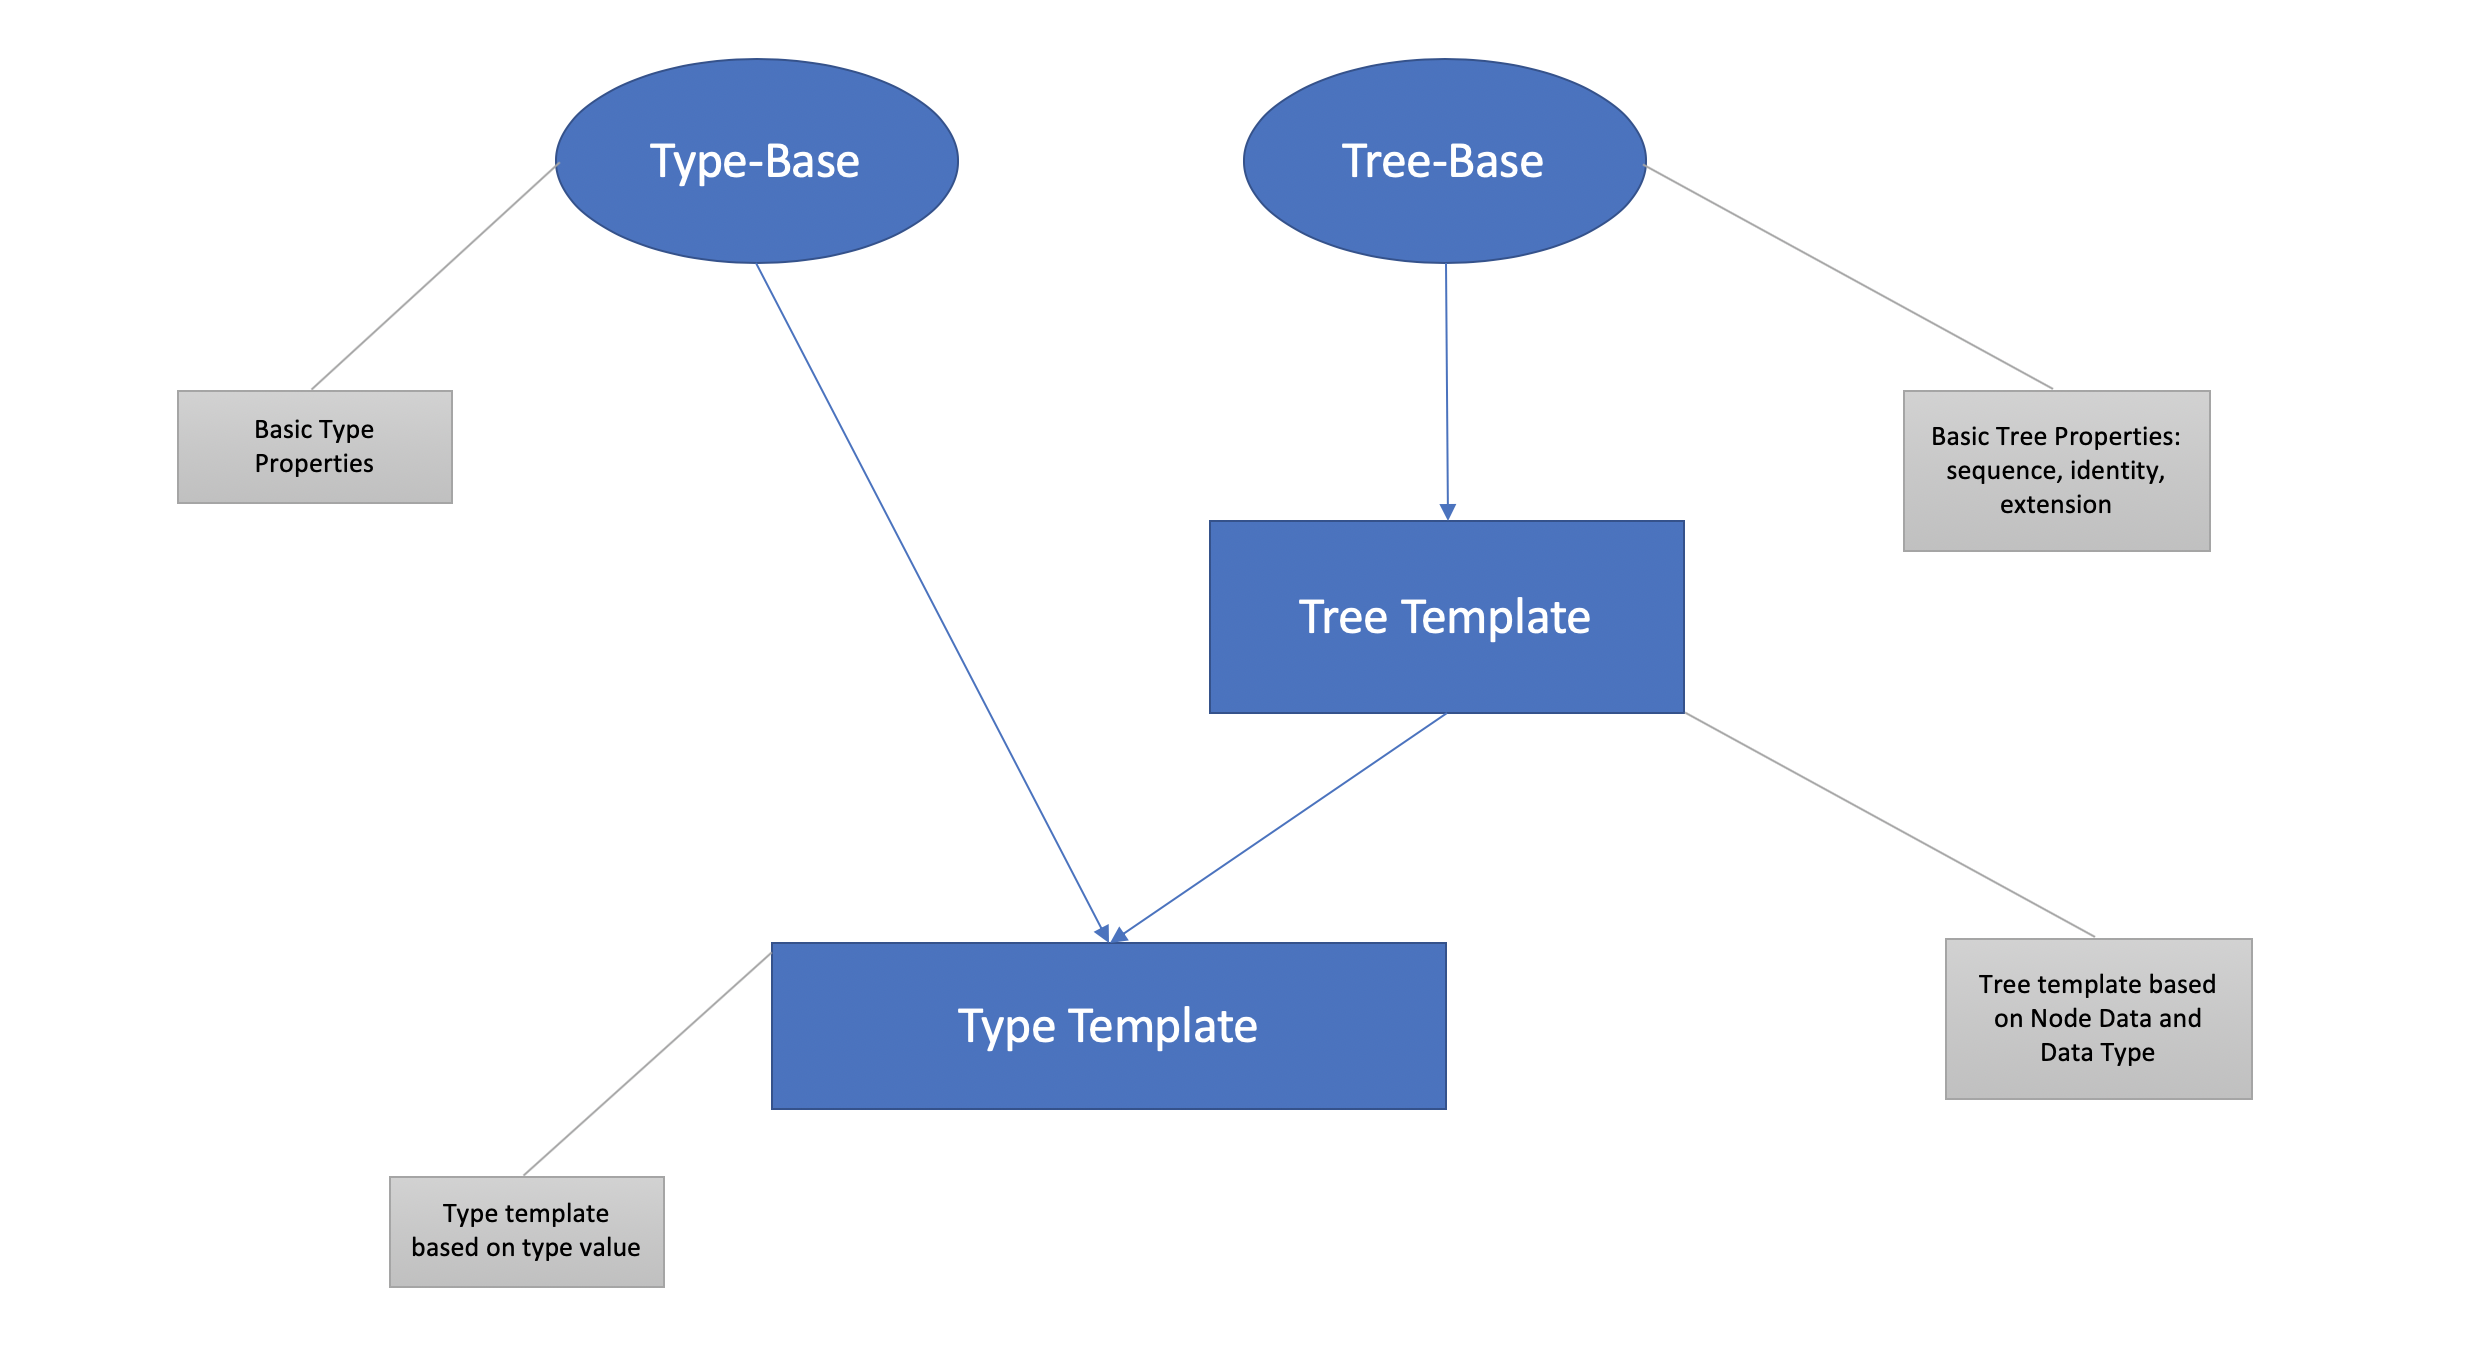 Type-Base
Tree-Base
Basic Type
Properties
Basic Tree Properties:
sequence, identity,
extension
Tree Template
Type Template
Tree template based
on Node Data and
Data Type
Type template
based on type value